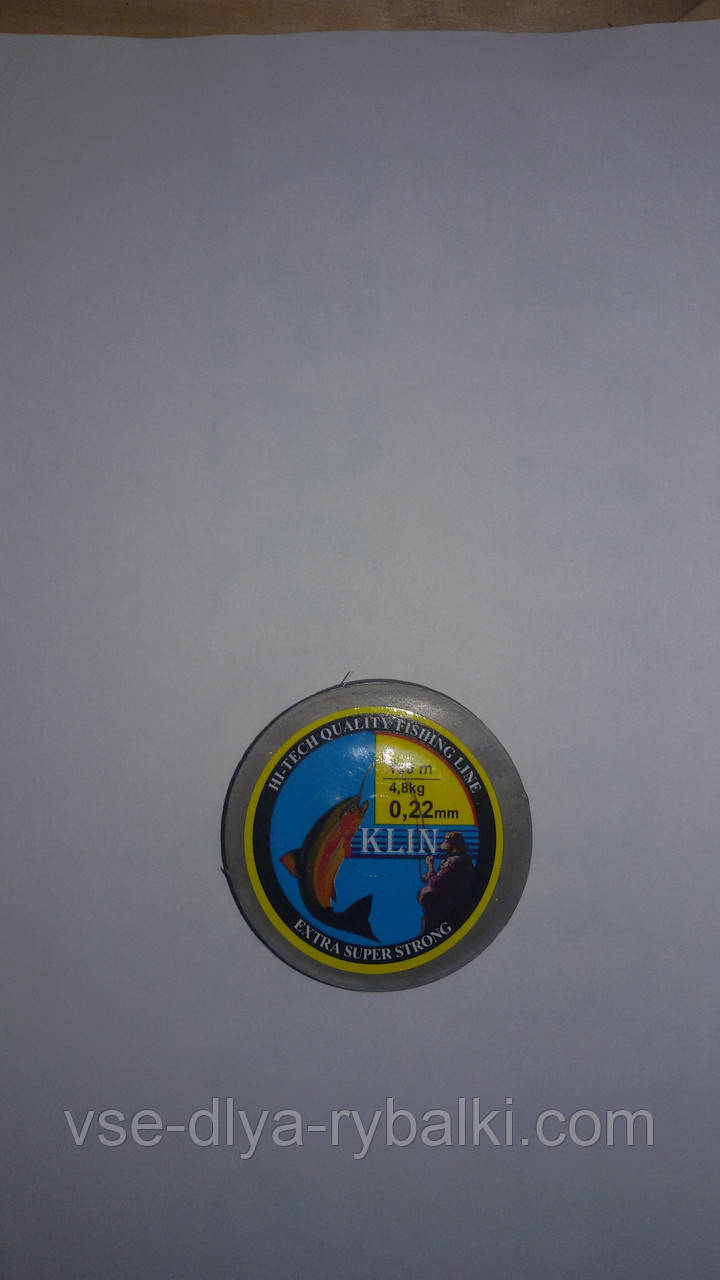 HI-TECH QUALITY FISHING LINE
m
4,8kg
0,22mm
KLIN
EXTRA SUPER STRONG
vse-dlya-rybalki.com